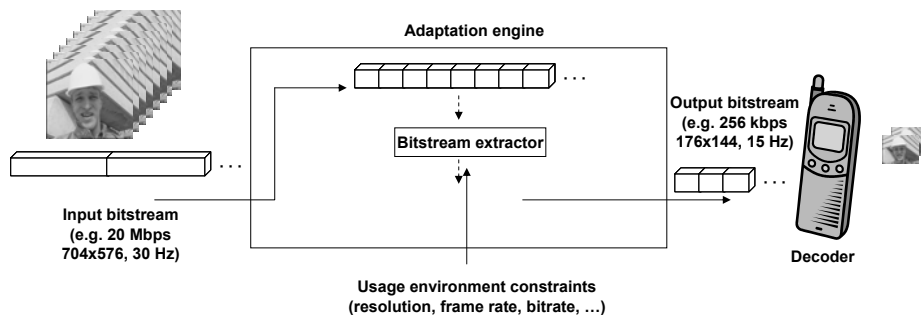 Adaptation engine
...
Output bitstream
(e.g. 256 kbps
176x144, 15 Hz)
Bitstream extractor
...
...
Input bitstream
(e.g. 20 Mbps
704x576, 30 Hz)
Decoder
Usage environment constraints
(resolution, frame rate, bitrate, ...)